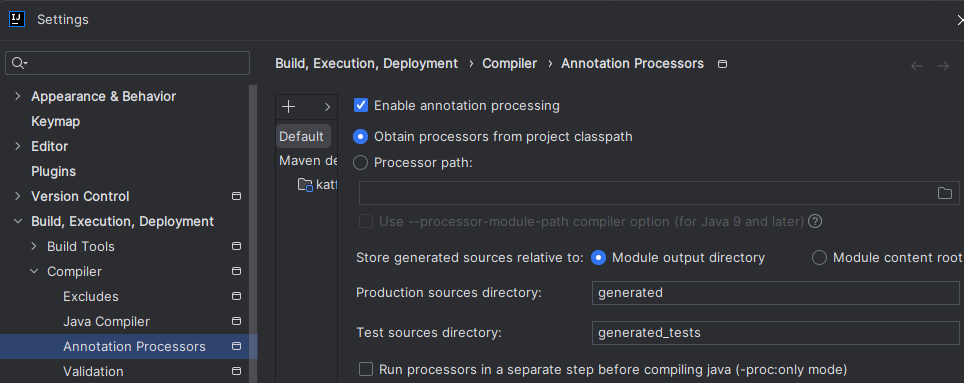 IJ
Settings
Appearance & Behavior
Keymap
Editor
Plugins
Version Control
Build, Execution, Deployment
Build Tools
Compiler
Excludes
Java Compiler
Annotation Processors
Validation
Build, Execution, Deployment › Compiler › Annotation Processors
Default
Maven de
katf
Enable annotation processing
Obtain processors from project classpath
Processor path:
Use --processor-module-path compiler option (for Java 9 and later) ?
Store generated sources relative to: Module output directory Module content root
Production sources directory: generated
Test sources directory: generated_tests
Run processors in a separate step before compiling java (-proc:only mode)